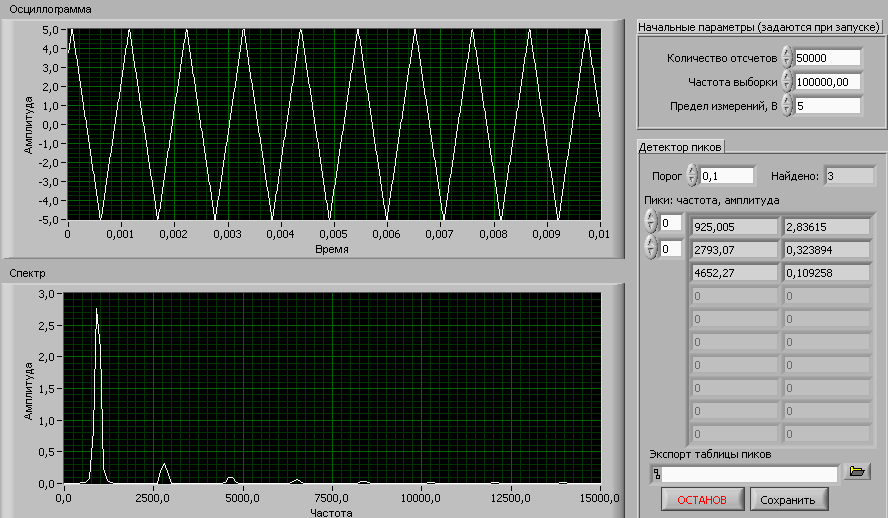 Осциллограмма
5,0
4,0
3,0
2,0
1,0
0,0
-1,0
-2,0
-3,0
-4,0
-5,0
Амплитуда
0 0,001 0,002 0,003 0,004 0,005 0,006 0,007 0,008 0,009 0,01
Время
Спектр
3,0
2,5
2,0
1,5
1,0
0,5
0,0
Амплитуда
0,0 2500,0 5000,0 7500,0 10000,0 12500,0 15000,0
Частота
Начальные параметры (задаются при запуске)
Количество отсчетов 50000
Частота выборки 100000,00
Предел измерений, В 5
Детектор пиков
Порог 0,1 Найдено: 3
Пики: частота, амплитуда
0 925,005 2,83615
0 2793,07 0,323894
4652,27 0,109258
0 0
0 0
0 0
0 0
0 0
0 0
0 0
Экспорт таблицы пиков
ОСТАНОВ Сохранить